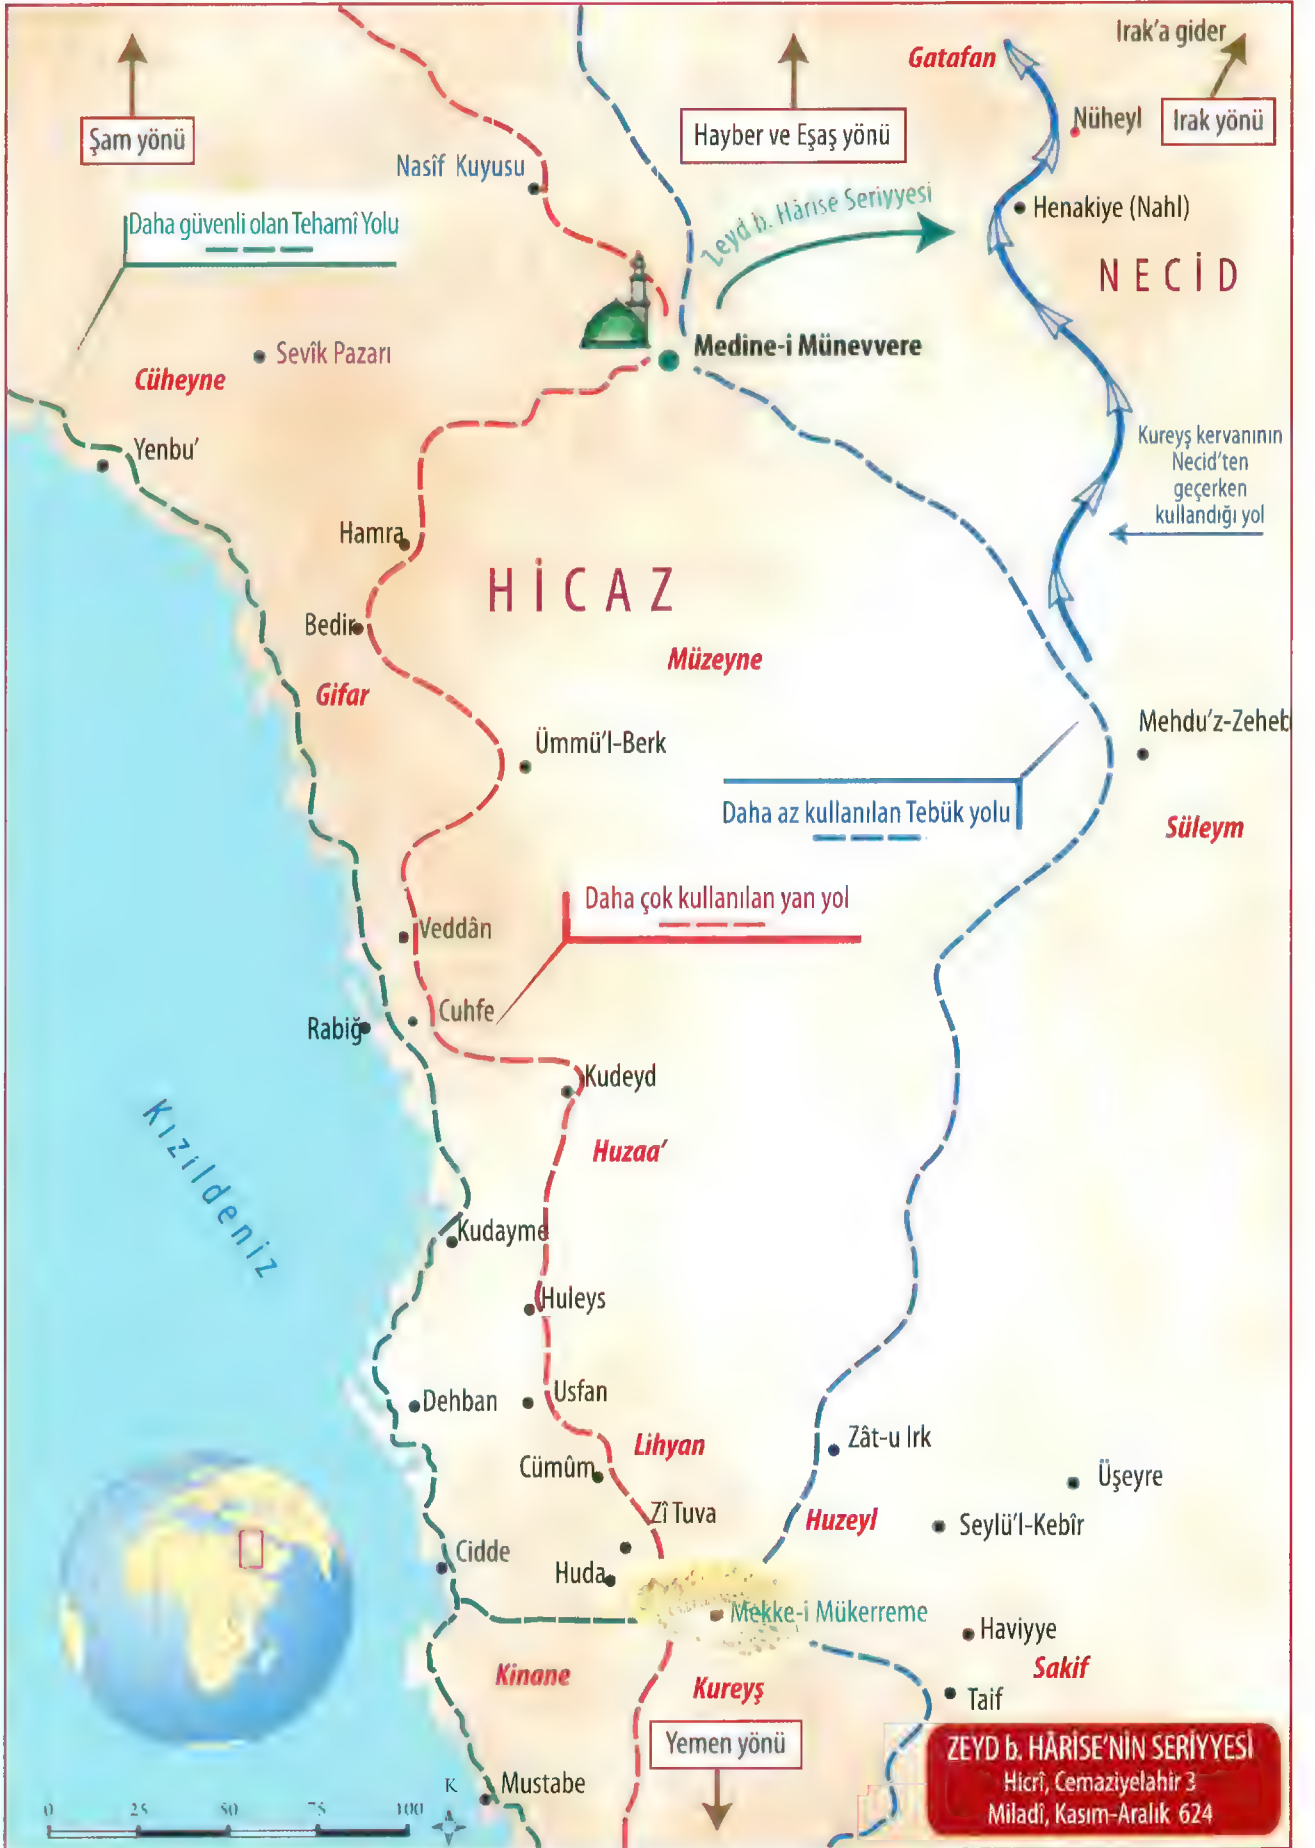 Irak'a gider
Gatafan
Şam yönü
Hayber ve Eşaş yönü
Nüheyl
Irak yönü
Nasîf Kuyusu
Zeyd b. Hârise Seriyyesi
Henakiye (Nahl)
Daha güvenli olan Tehamî Yolu
NECİD
Medine-i Münevvere
Sevîk Pazarı
Cüheyne
Yenbu'
Kureyş kervanının
Necid'ten
geçerken
kullandığı yol
Hamra
HİCAZ
Bedir
Müzeyne
Gifar
Mehdu'z-Zeheb
Ümmü'l-Berk
Daha az kullanılan Tebük yolu
Süleym
Daha çok kullanılan yan yol
Veddân
Cuhfe
Rabiğ
Kudeyd
Huzaa'
Kızıldeniz
Kudayme
Huleys
Dehban
Usfan
Lihyan
Zât-u Irk
Cümûm
Üşeyre
Zî Tuva
Huzeyl
Seylü'l-Kebîr
Cidde
Huda
Mekke-i Mükerreme
Haviyye
Kinane
Kureyş
Sakif
Taif
Yemen yönü
ZEYD b. HÂRİSE'NİN SERİYYESİ
Hicrî, Cemaziyelahir 3
Miladî, Kasım-Aralık 624
Mustabe
K
0 25 50 75 100